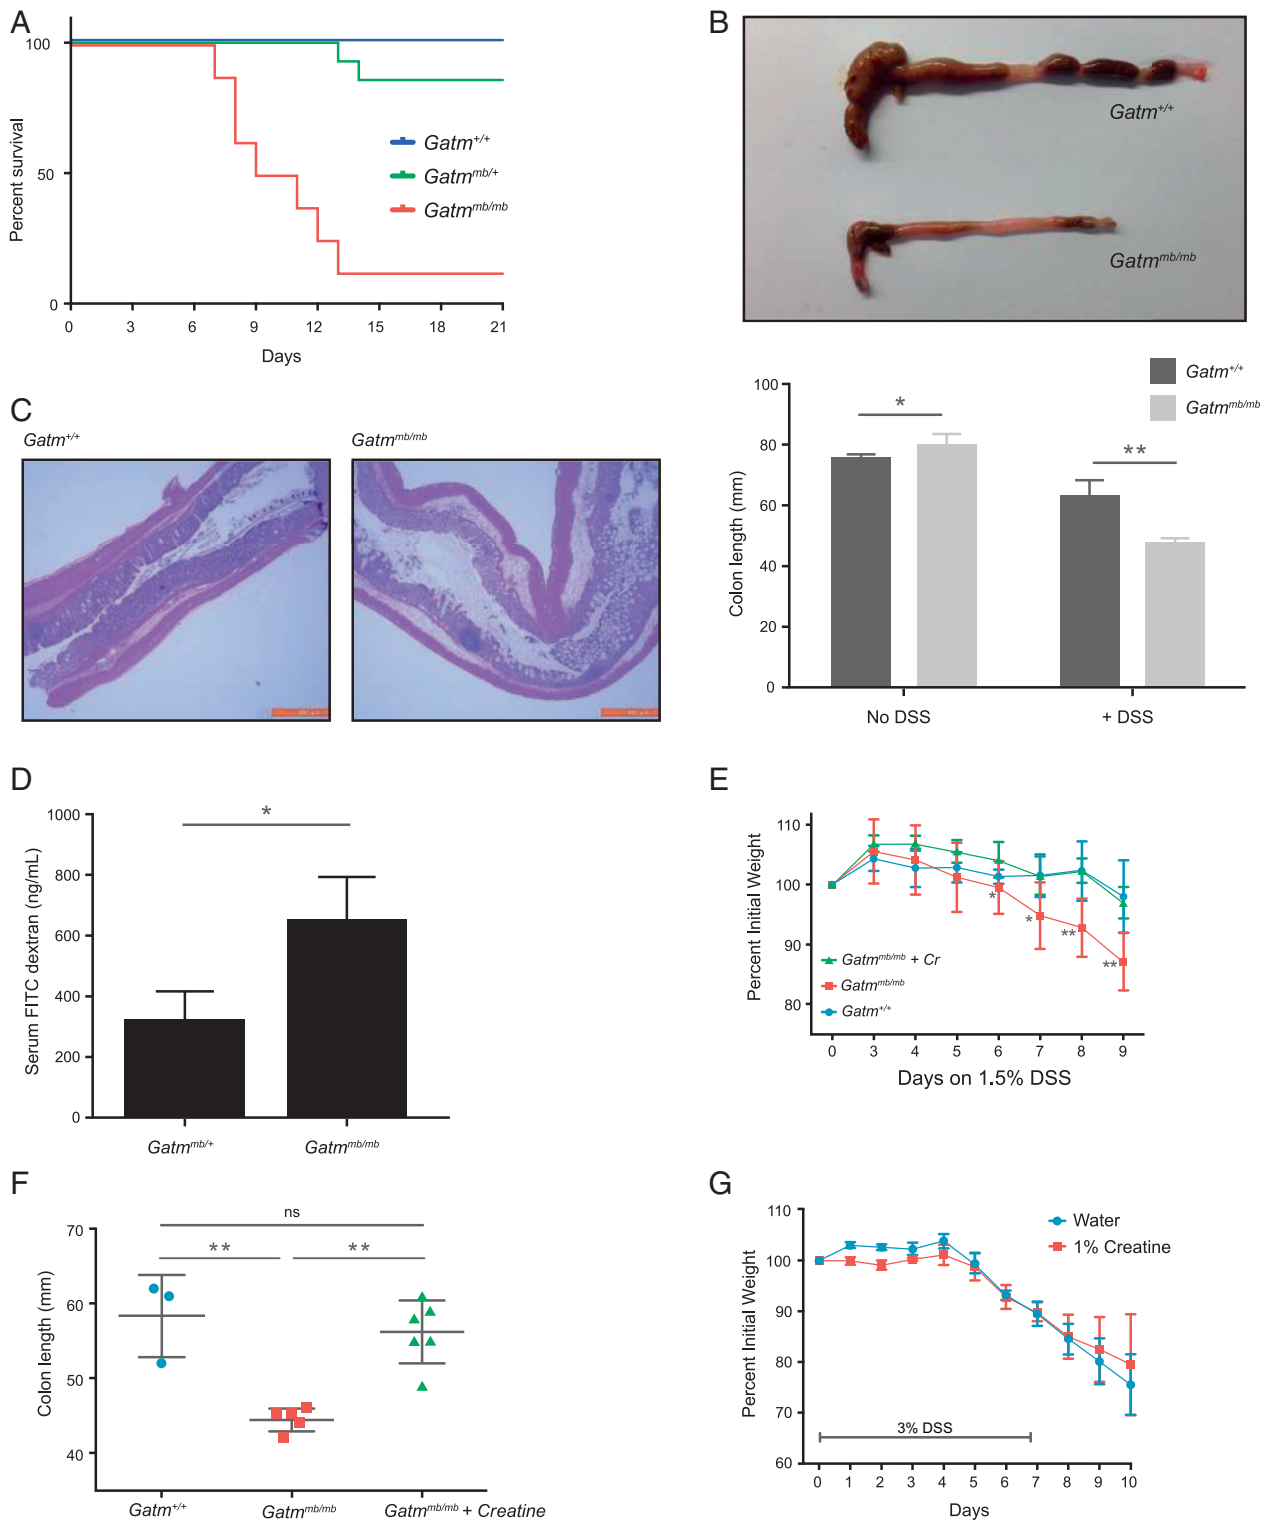 A
100
50
0
Percent survival
Gatm+/+
Gatmmb/+
Gatmmb/mb
0 3 6 9 12 15 18 21
Days
B
Gatm+/+
Gatmmb/mb
Gatm+/+
Gatmmb/mb
100
80
60
40
20
0
Colon length (mm)
*
**
No DSS + DSS
C
Gatm+/+ Gatmmb/mb
D
1000
800
600
400
200
0
Serum FITC dextran (ng/mL)
*
Gatmmb/+ Gatmmb/mb
E
110
100
90
80
Percent Initial Weight
*
*
**
**
Gatmmb/mb + Cr
Gatmmb/mb
Gatm+/+
0 3 4 5 6 7 8 9
Days on 1.5% DSS
F
70
60
50
40
Colon length (mm)
ns
** **
Gatm+/+ Gatmmb/mb Gatmmb/mb + Creatine
G
110
100
90
80
70
60
Percent Initial Weight
Water
1% Creatine
3% DSS
0 1 2 3 4 5 6 7 8 9 10
Days